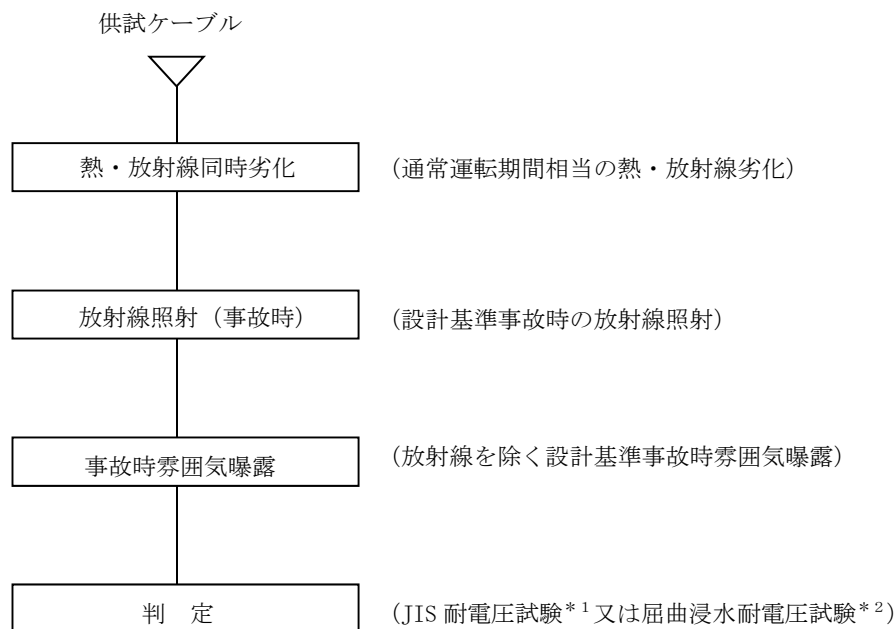 供試ケーブル
熱・放射線同時劣化 (通常運転期間相当の熱・放射線劣化)
放射線照射（事故時） (設計基準事故時の放射線照射)
事故時雰囲気曝露 (放射線を除く設計基準事故時雰囲気曝露)
判　定 (JIS 耐電圧試験*1又は屈曲浸水耐電圧試験*2)